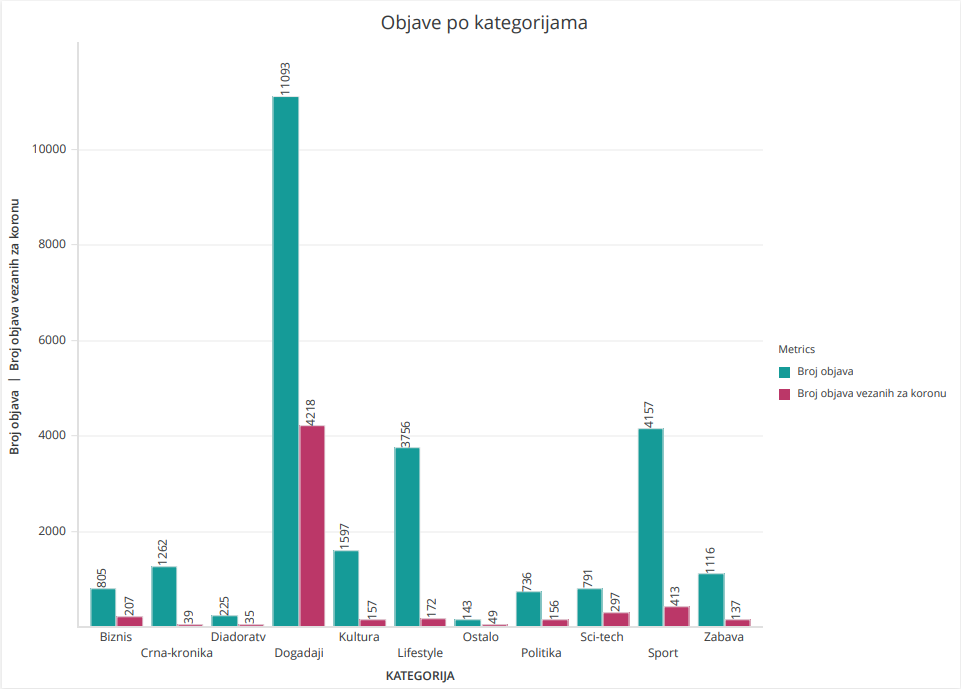 Objave po kategorijama
Broj objava | Broj objava vezanih za koronu
10000
8000
6000
4000
2000
805
207
1262
39
225
35
11093
4218
1597
157
3756
172
143
49
736
156
791
297
4157
413
1116
137
Biznis
Crna-kronika
Diadoratv
Događaji
Kultura
Lifestyle
Ostalo
Politika
Sci-tech
Sport
Zabava
KATEGORIJA
Metrics
Broj objava
Broj objava vezanih za koronu